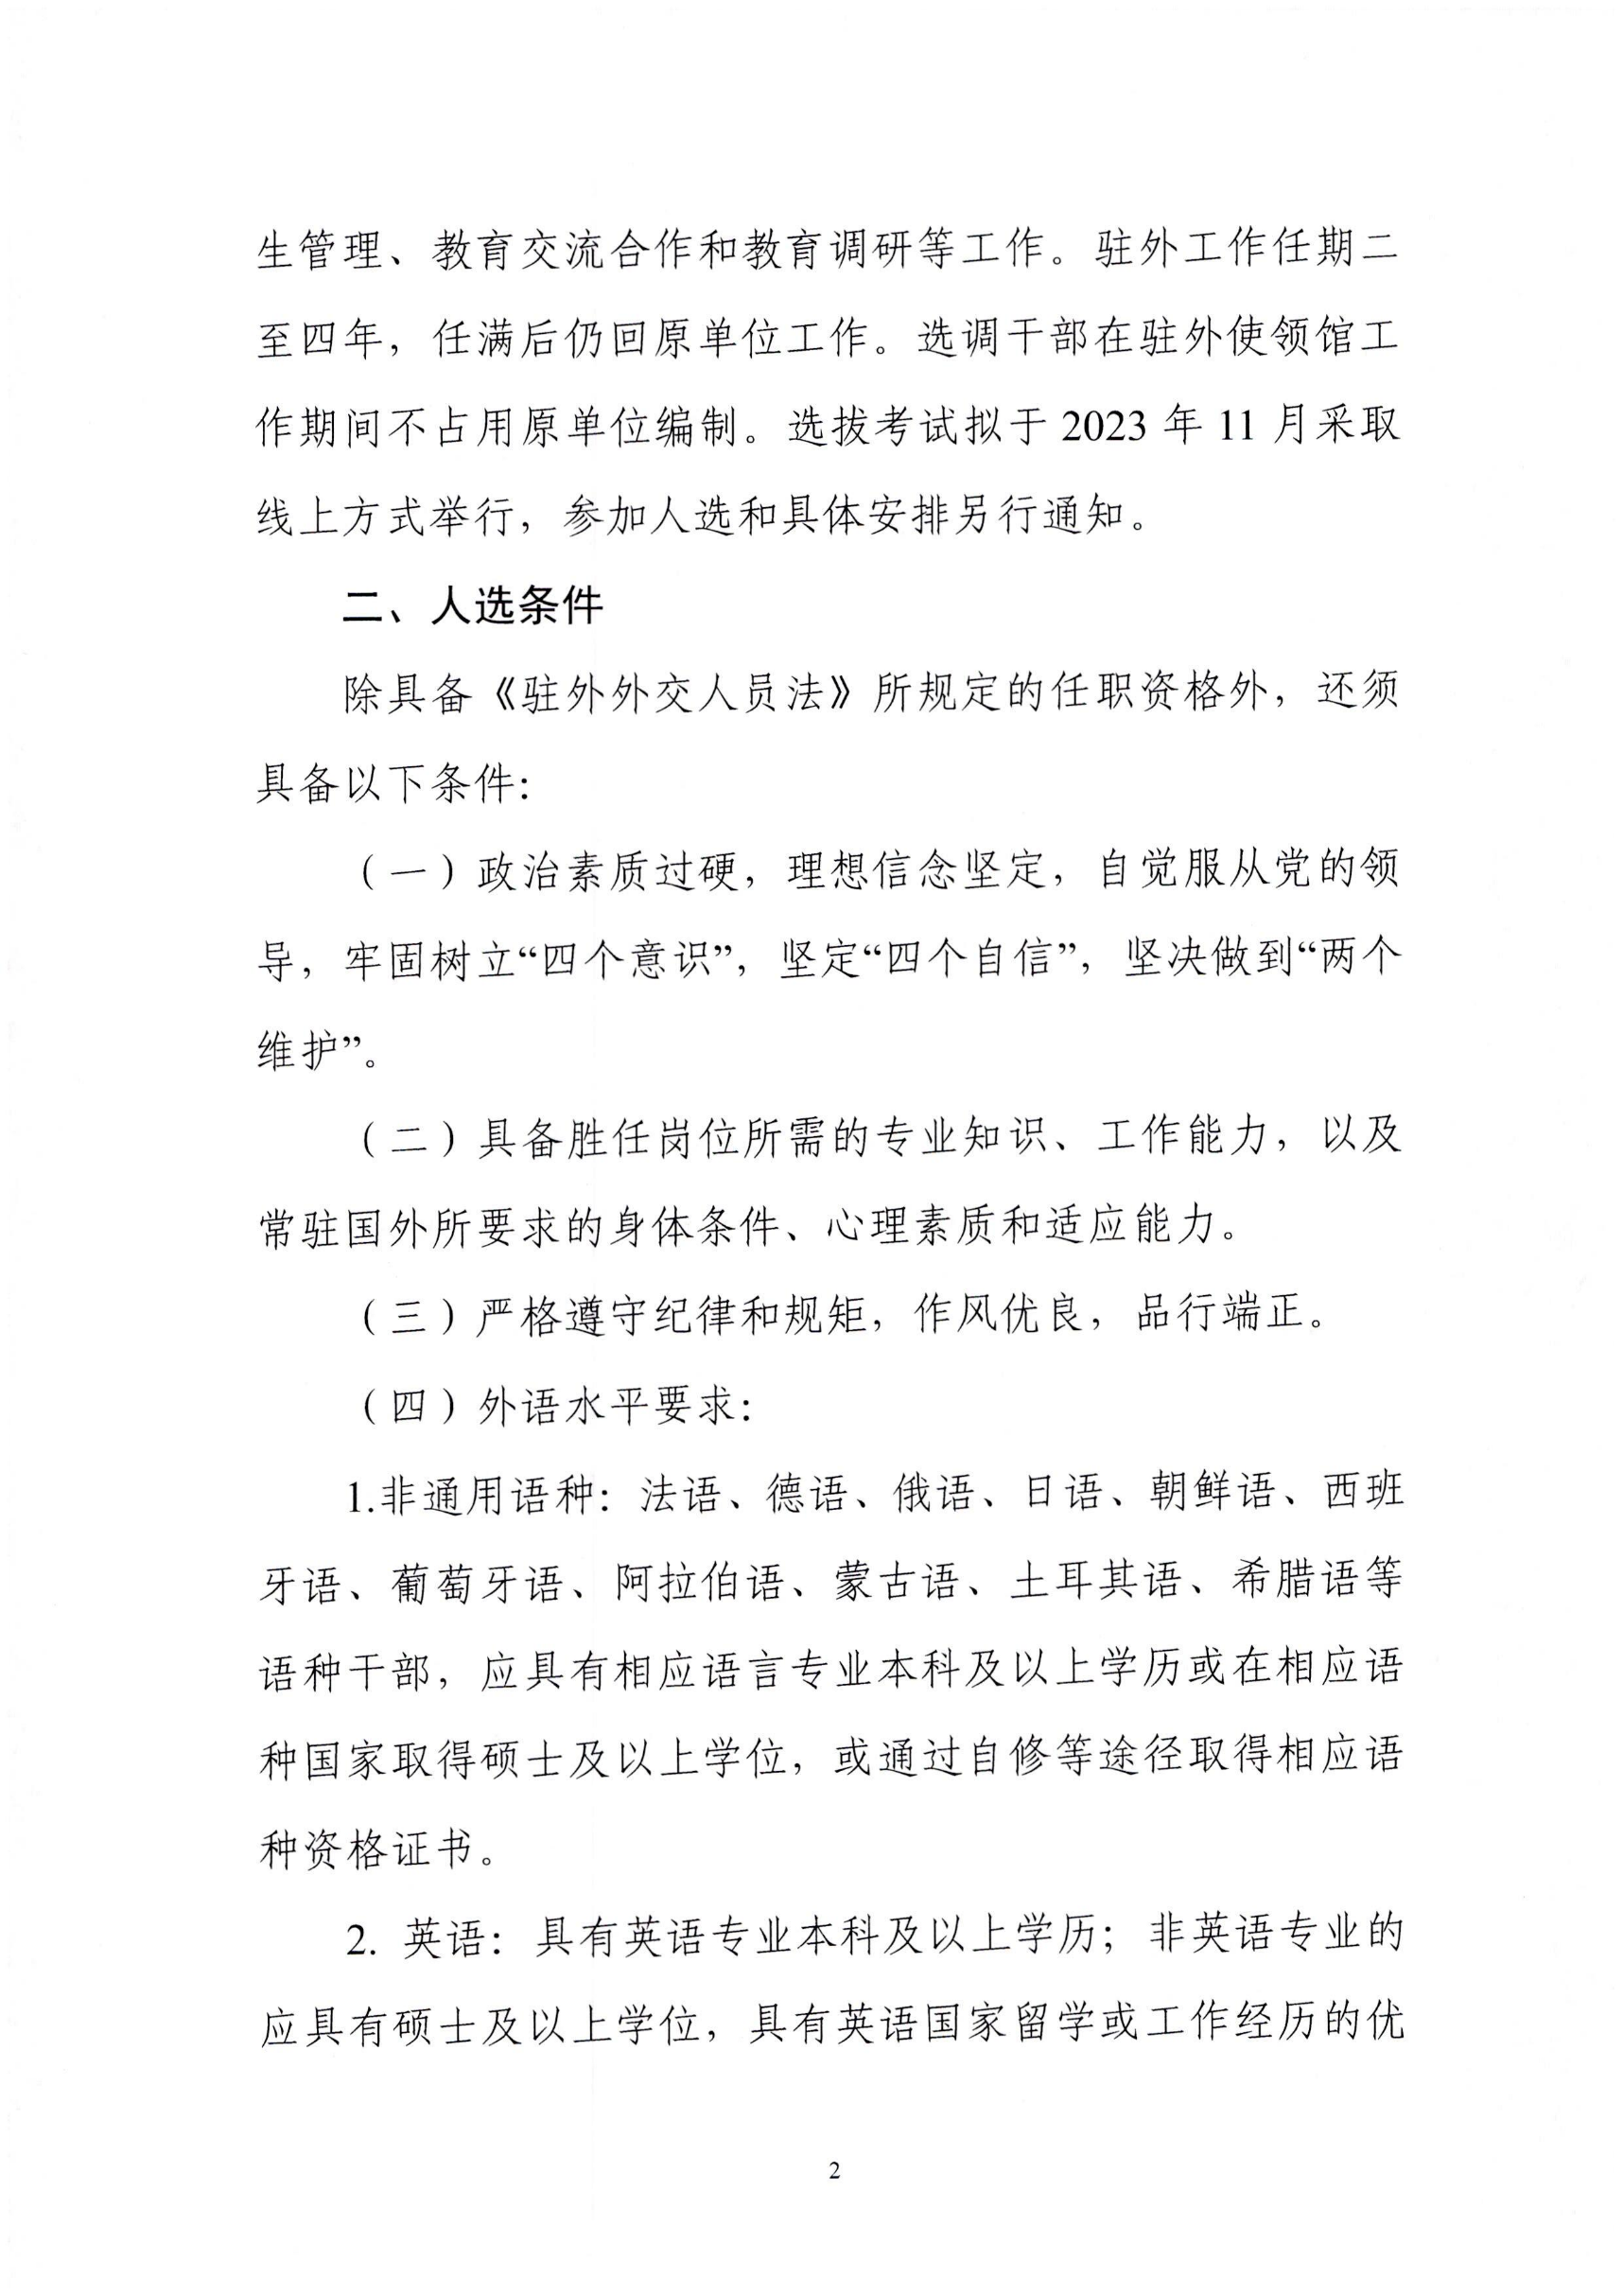 生管理、教育交流合作和教育调研等工作。驻外工作任期二
至四年，任满后仍回原单位工作。选调干部在驻外使领馆工
作期间不占用原单位编制。选拔考试拟于 2023 年 11 月采取
线上方式举行，参加人选和具体安排另行通知。
二、人选条件
除具备《驻外外交人员法》所规定的任职资格外，还须
具备以下条件：
（一）政治素质过硬，理想信念坚定，自觉服从党的领
导，牢固树立“四个意识”，坚定“四个自信”，坚决做到“两个
维护”。
（二）具备胜任岗位所需的专业知识、工作能力，以及
常驻国外所要求的身体条件、心理素质和适应能力。
（三）严格遵守纪律和规矩，作风优良，品行端正。
（四）外语水平要求：
1.非通用语种：法语、德语、俄语、日语、朝鲜语、西班
牙语、葡萄牙语、阿拉伯语、蒙古语、土耳其语、希腊语等
语种干部，应具有相应语言专业本科及以上学历或在相应语
种国家取得硕士及以上学位，或通过自修等途径取得相应语
种资格证书。
2. 英语：具有英语专业本科及以上学历；非英语专业的
应具有硕士及以上学位，具有英语国家留学或工作经历的优
2